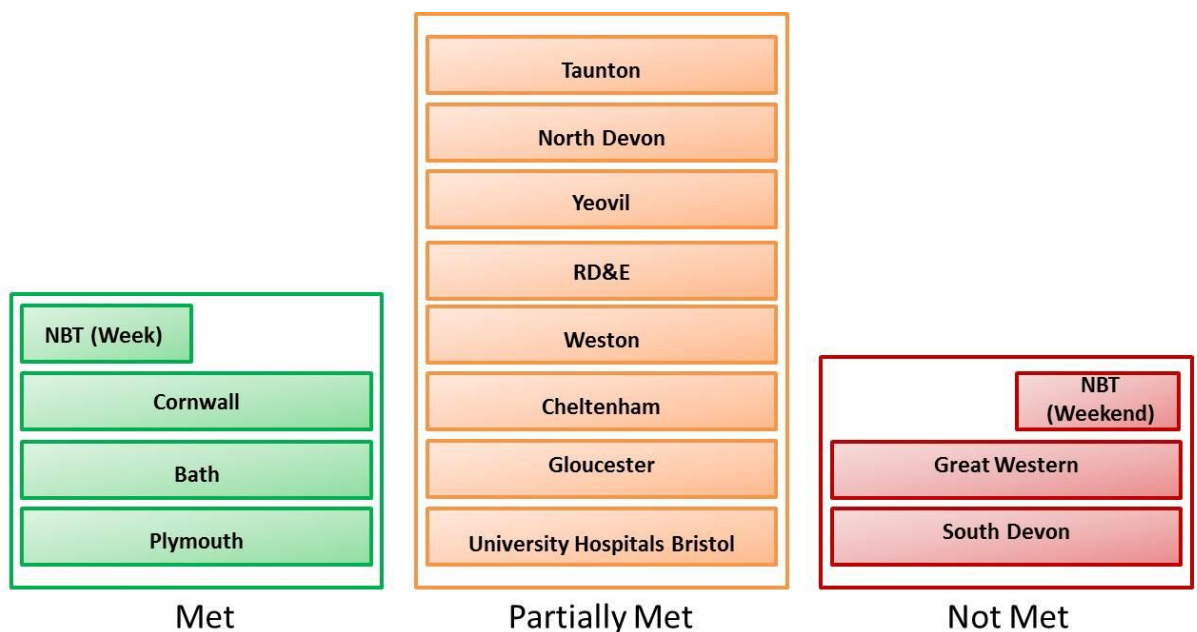 NBT (Week)
Cornwall
Bath
Plymouth
Met
Taunton
North Devon
Yeovil
RD&E
Weston
Cheltenham
Gloucester
University Hospitals Bristol
Partially Met
NBT
(Weekend)
Great Western
South Devon
Not Met